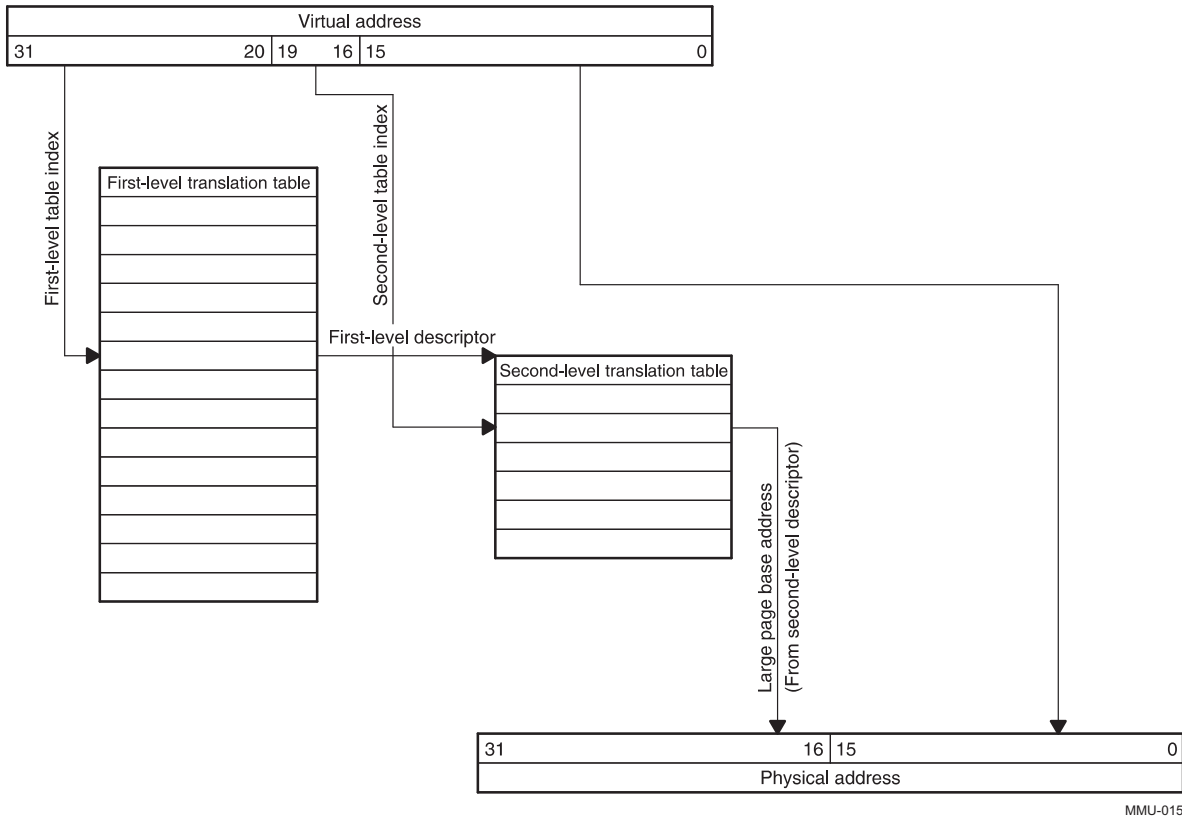 Virtual address
31 20 19 16 15 0
First-level table index
Second-level table index
First-level translation table
First-level descriptor
Second-level translation table
Large page base address
(From second-level descriptor)
31 16 15 0
Physical address
MMU-015